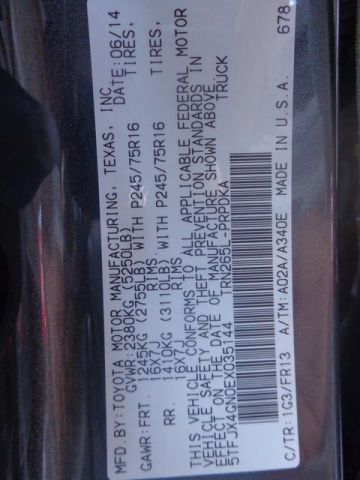 MFD.BY:TOYOTA MOTOR MANUFACTURING, TEXAS, INC.
GVWR:2380KG (5250LB) DATE:06/14
GAWR:FRT. 1245KG (2755LB) WITH P245/75R16 TIRES,
16X7J RIMS
RR. 1410KG (3110LB) WITH P245/75R16 TIRES,
16X7J RIMS
THIS VEHICLE CONFORMS TO ALL APPLICABLE FEDERAL MOTOR
VEHICLE SAFETY AND THEFT PREVENTION STANDARDS IN
EFFECT ON THE DATE OF MANUFACTURE SHOWN ABOVE.
5TFJX4GN0EX035144 TRUCK
TRN265L-PRPDKA
C/TR:1G3/FR13 A/TM:A02A/A340E MADE IN U.S.A. 678